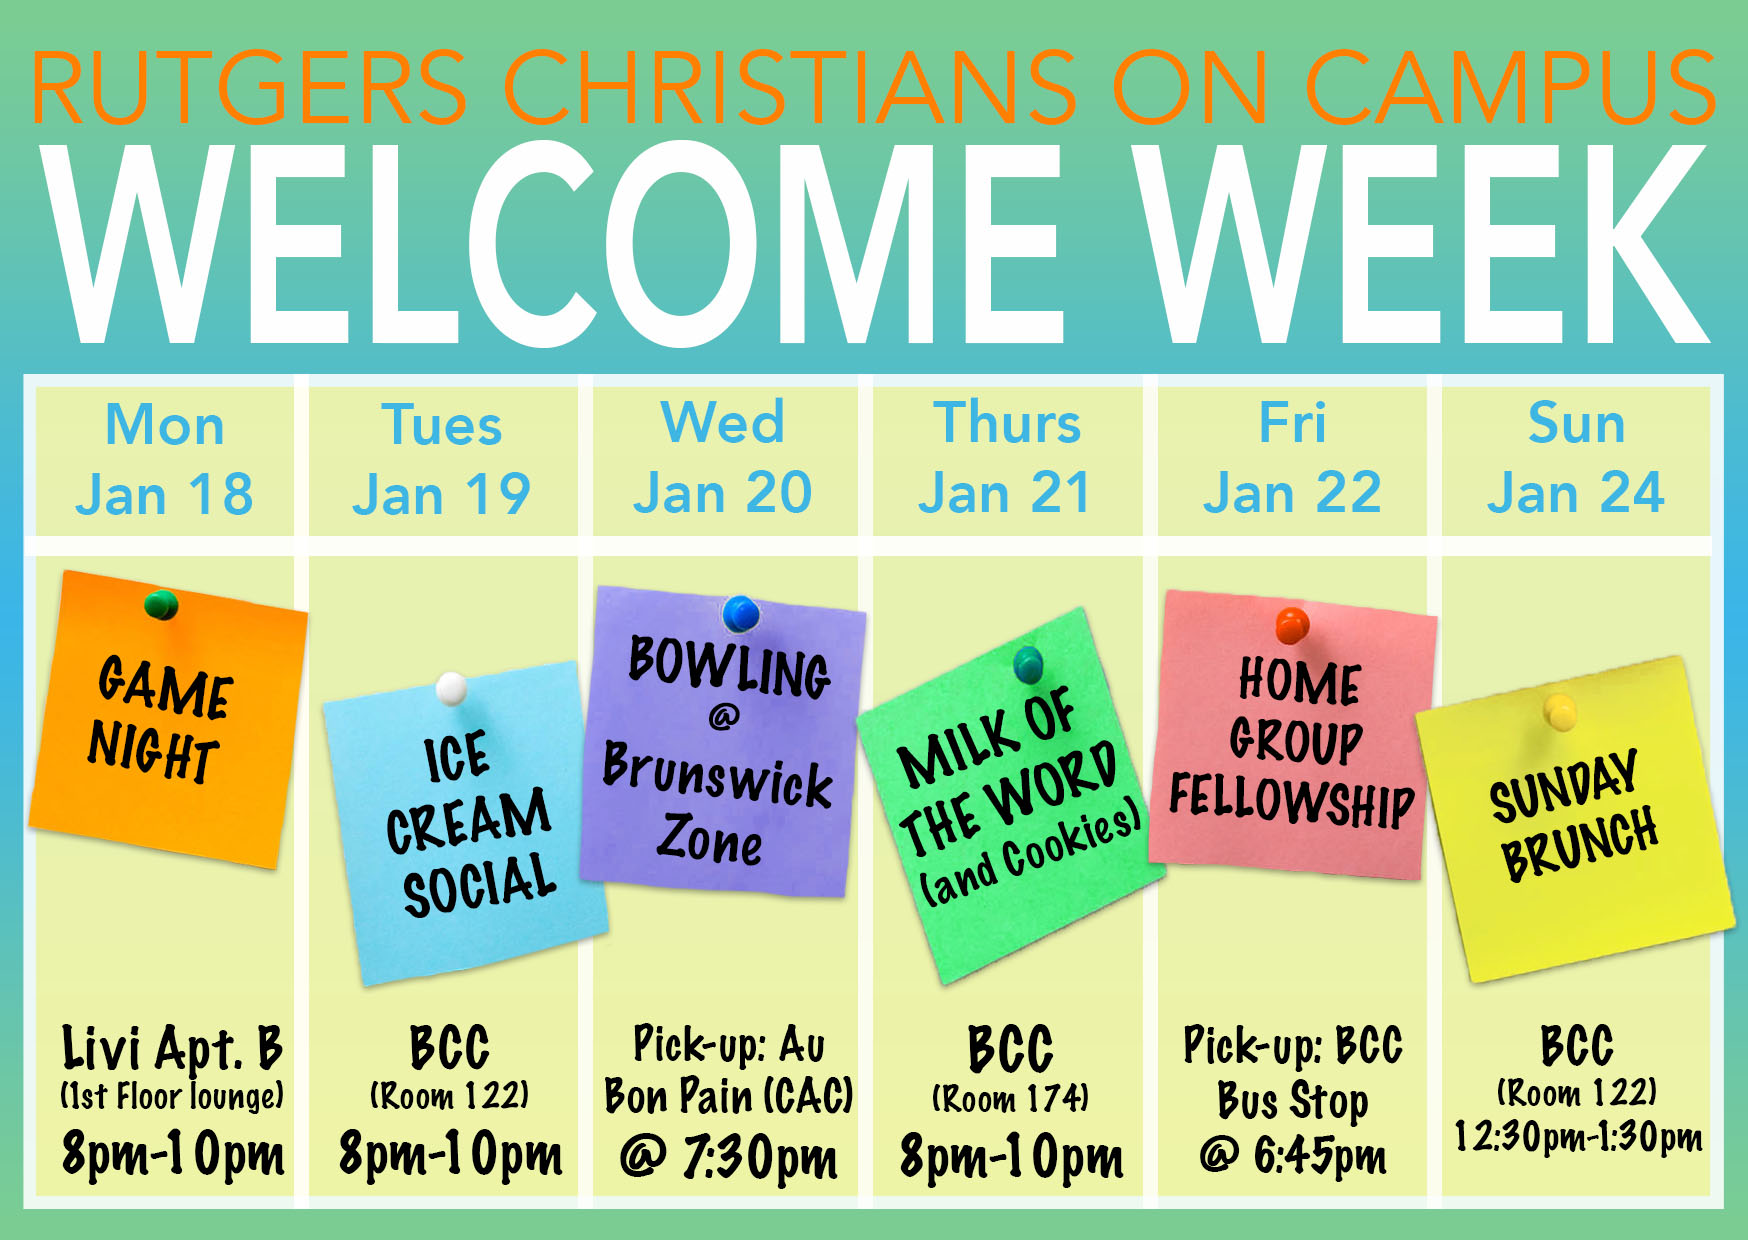 RUTGERS CHRISTIANS ON CAMPUS
WELCOME WEEK
Mon
Jan 18
GAME
NIGHT
Livi Apt. B
(1st Floor lounge)
8pm-10pm
Tues
Jan 19
ICE
CREAM
SOCIAL
BCC
(Room 122)
8pm-10pm
Wed
Jan 20
BOWLING
@
Brunswick
Zone
Pick-up: Au
Bon Pain (CAC)
@ 7:30pm
Thurs
Jan 21
MILK OF
THE WORD
(and Cookies)
BCC
(Room 174)
8pm-10pm
Fri
Jan 22
HOME
GROUP
FELLOWSHIP
Pick-up: BCC
Bus Stop
@ 6:45pm
Sun
Jan 24
SUNDAY
BRUNCH
BCC
(Room 122)
12:30pm-1:30pm